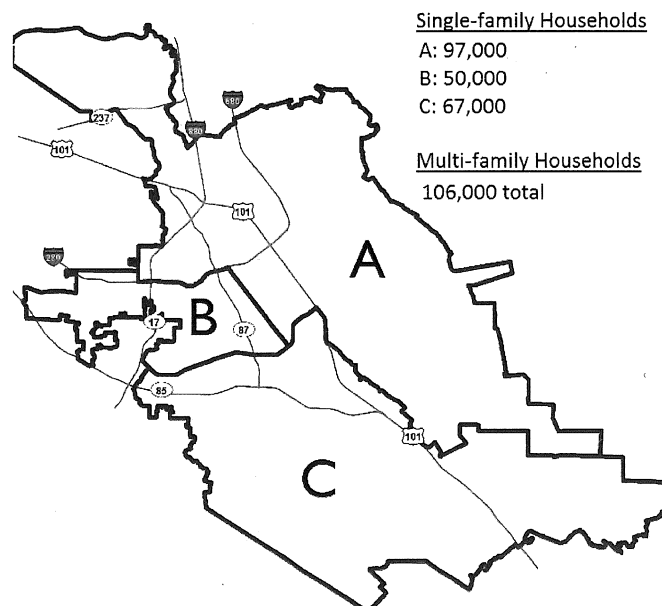 Single-family Households
A: 97,000
B: 50,000
C: 67,000
Multi-family Households
106,000 total
680
237
880
101
101
A
280
B
17
87
85
101
C